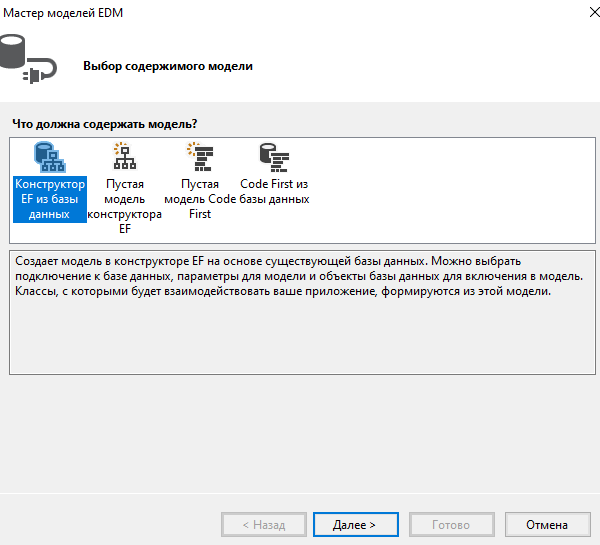 Мастер моделей EDM
Выбор содержимого модели
Что должна содержать модель?
Конструктор
EF из базы
данных
Пустая
модель
конструктора
EF
Пустая
модель Code
First
Code First из
базы данных
Создает модель в конструкторе EF на основе существующей базы данных. Можно выбрать
подключение к базе данных, параметры для модели и объекты базы данных для включения в модель.
Классы, с которыми будет взаимодействовать ваше приложение, формируются из этой модели.
< Назад
Далее >
Готово
Отмена